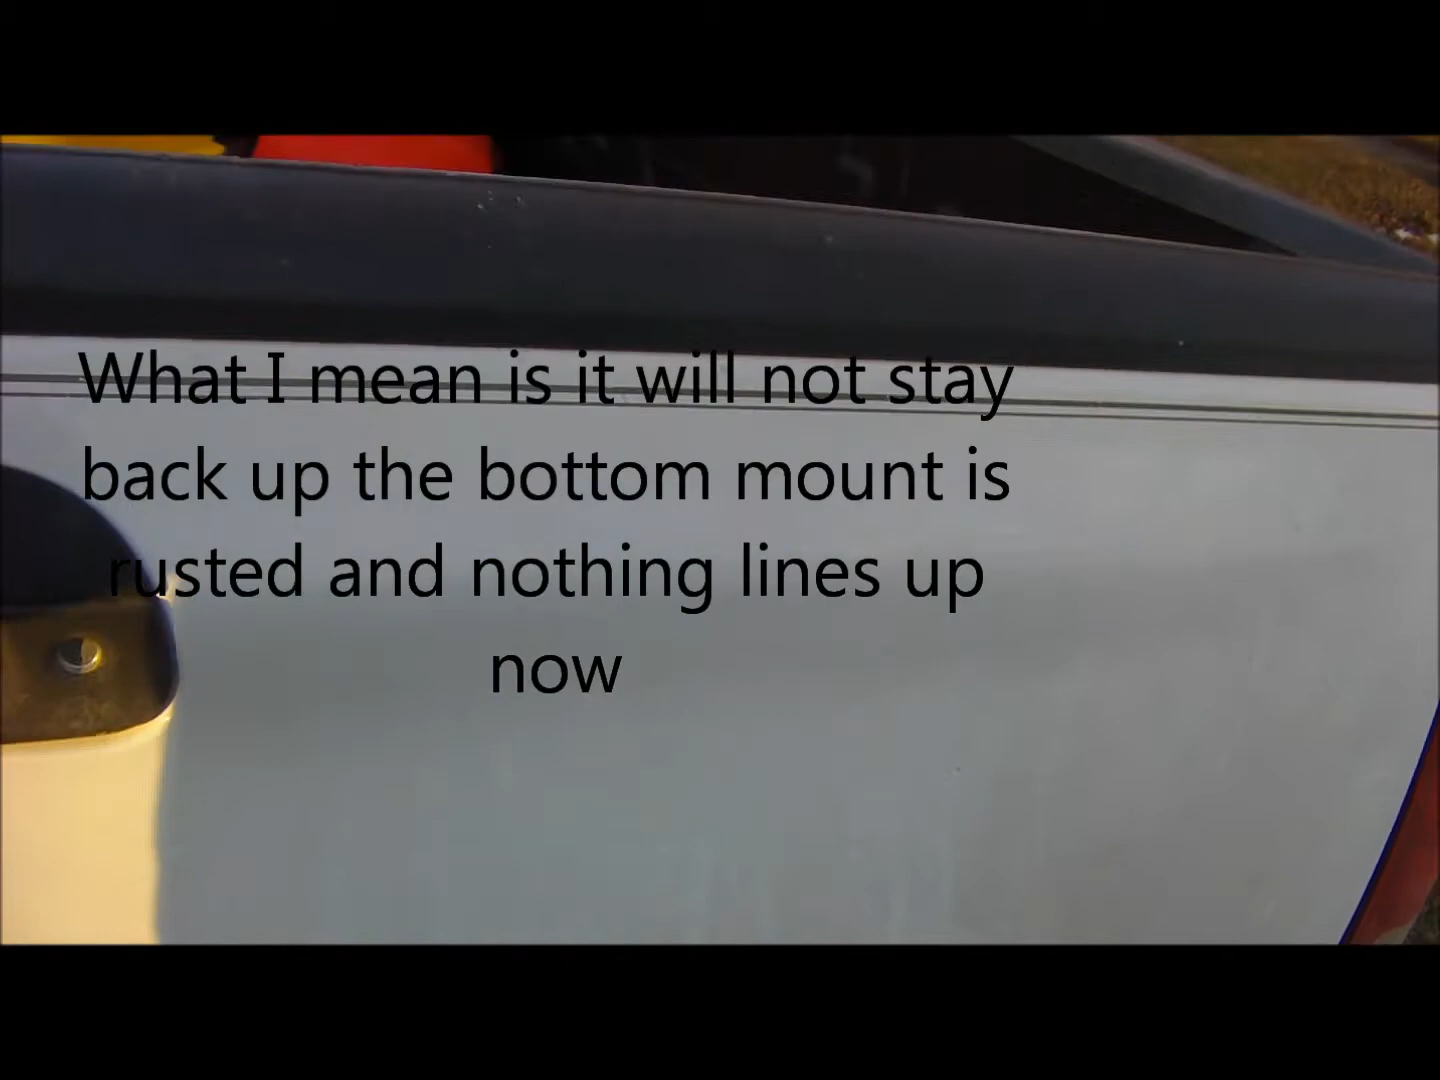 What I mean is it will not stay
back up the bottom mount is
rusted and nothing lines up
now